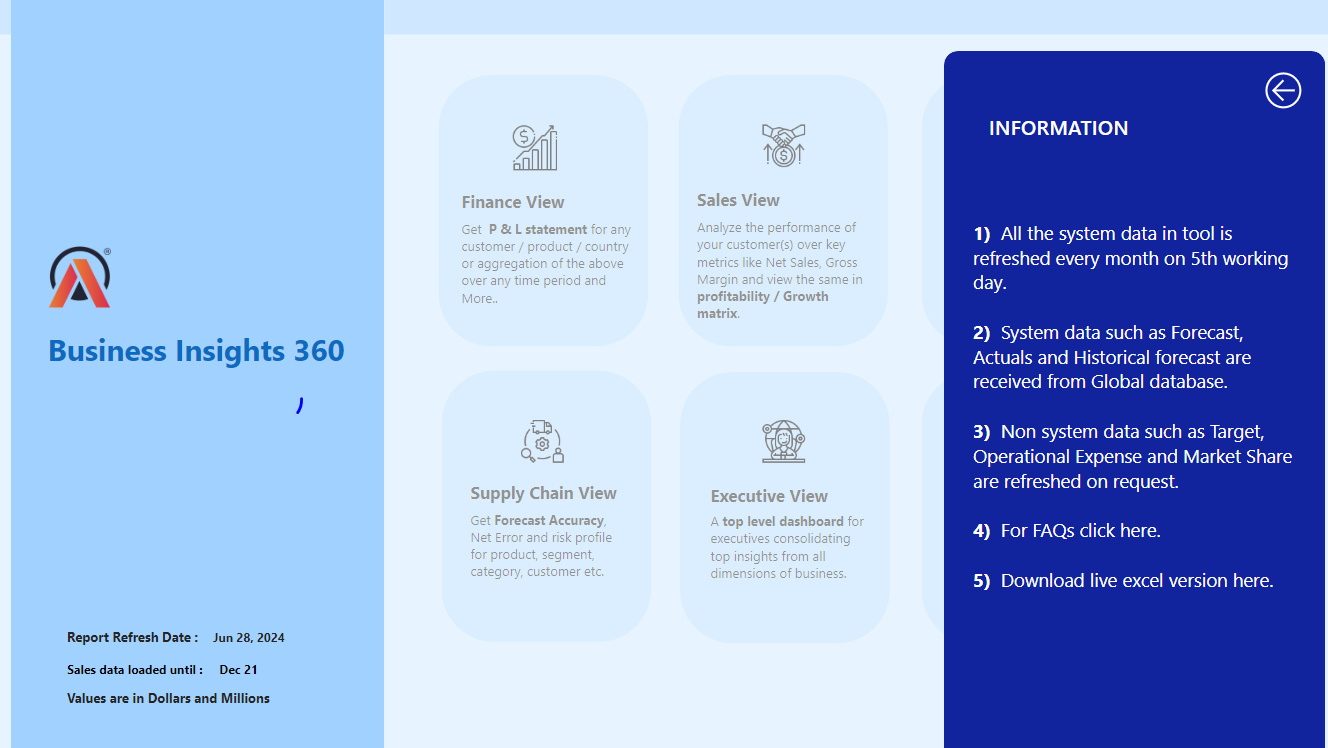 ®
Business Insights 360
Report Refresh Date : Jun 28, 2024
Sales data loaded until : Dec 21
Values are in Dollars and Millions
Finance View
Get P & L statement for any
customer / product / country
or aggregation of the above
over any time period and
More..
Sales View
Analyze the performance of
your customer(s) over key
metrics like Net Sales, Gross
Margin and view the same in
profitability / Growth
matrix.
Supply Chain View
Get Forecast Accuracy,
Net Error and risk profile
for product, segment,
category, customer etc.
Executive View
A top level dashboard for
executives consolidating
top insights from all
dimensions of business.
INFORMATION
1) All the system data in tool is
refreshed every month on 5th working
day.
2) System data such as Forecast,
Actuals and Historical forecast are
received from Global database.
3) Non system data such as Target,
Operational Expense and Market Share
are refreshed on request.
4) For FAQs click here.
5) Download live excel version here.